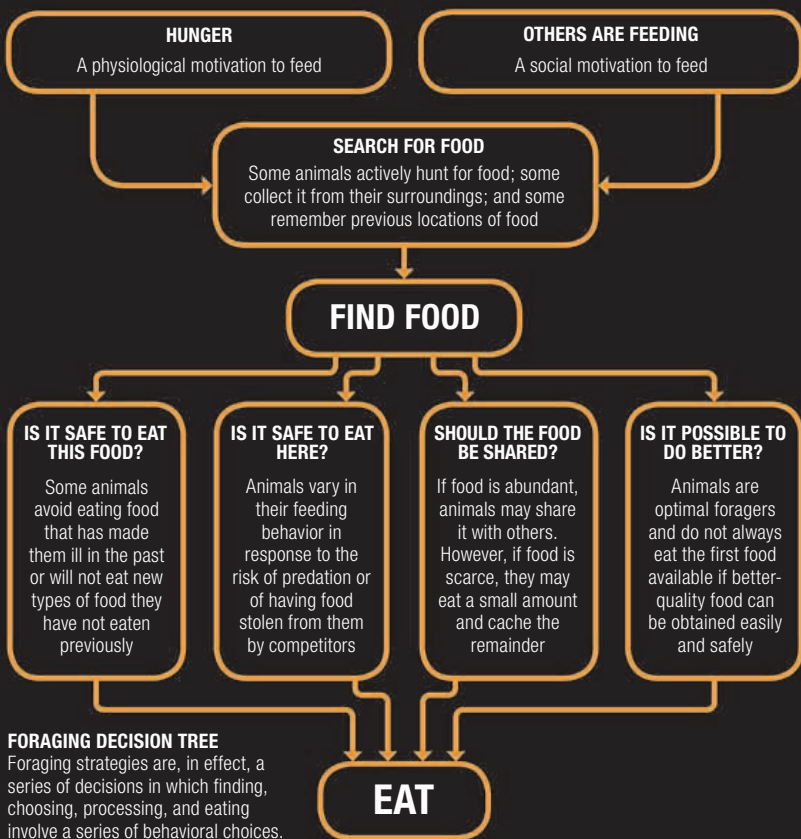 HUNGER
A physiological motivation to feed
OTHERS ARE FEEDING
A social motivation to feed
SEARCH FOR FOOD
Some animals actively hunt for food; some
collect it from their surroundings; and some
remember previous locations of food
FIND FOOD
IS IT SAFE TO EAT
THIS FOOD?
Some animals
avoid eating food
that has made
them ill in the past
or will not eat new
types of food they
have not eaten
previously
IS IT SAFE TO EAT
HERE?
Animals vary in
their feeding
behavior in
response to the
risk of predation or
of having food
stolen from them
by competitors
SHOULD THE FOOD
BE SHARED?
If food is abundant,
animals may share
it with others.
However, if food is
scarce, they may
eat a small amount
and cache the
remainder
IS IT POSSIBLE TO
DO BETTER?
Animals are
optimal foragers
and do not always
eat the first food
available if better-
quality food can
be obtained easily
and safely
FORAGING DECISION TREE
Foraging strategies are, in effect, a
series of decisions in which finding,
choosing, processing, and eating
involve a series of behavioral choices.
EAT